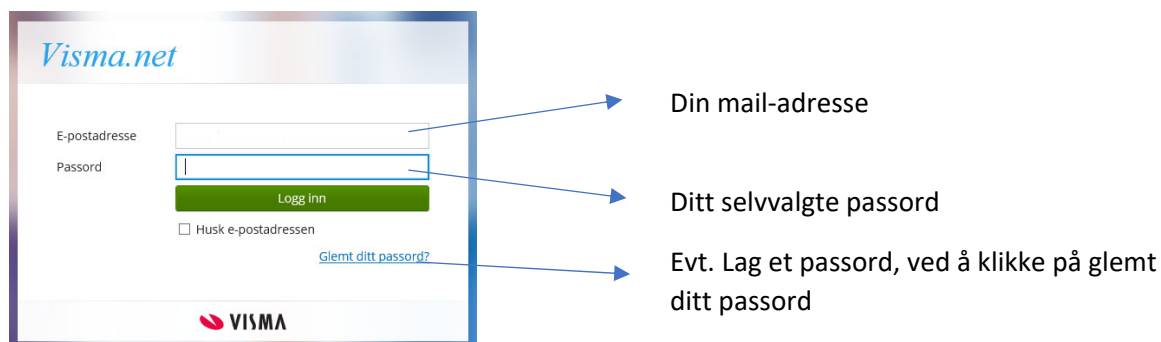 Visma.net
E-postadresse
Passord
Logg inn
Husk e-postadressen
Glemt ditt passord?
VISMA
Din mail-adresse
Ditt selvvalgte passord
Evt. Lag et passord, ved å klikke på glemt
ditt passord